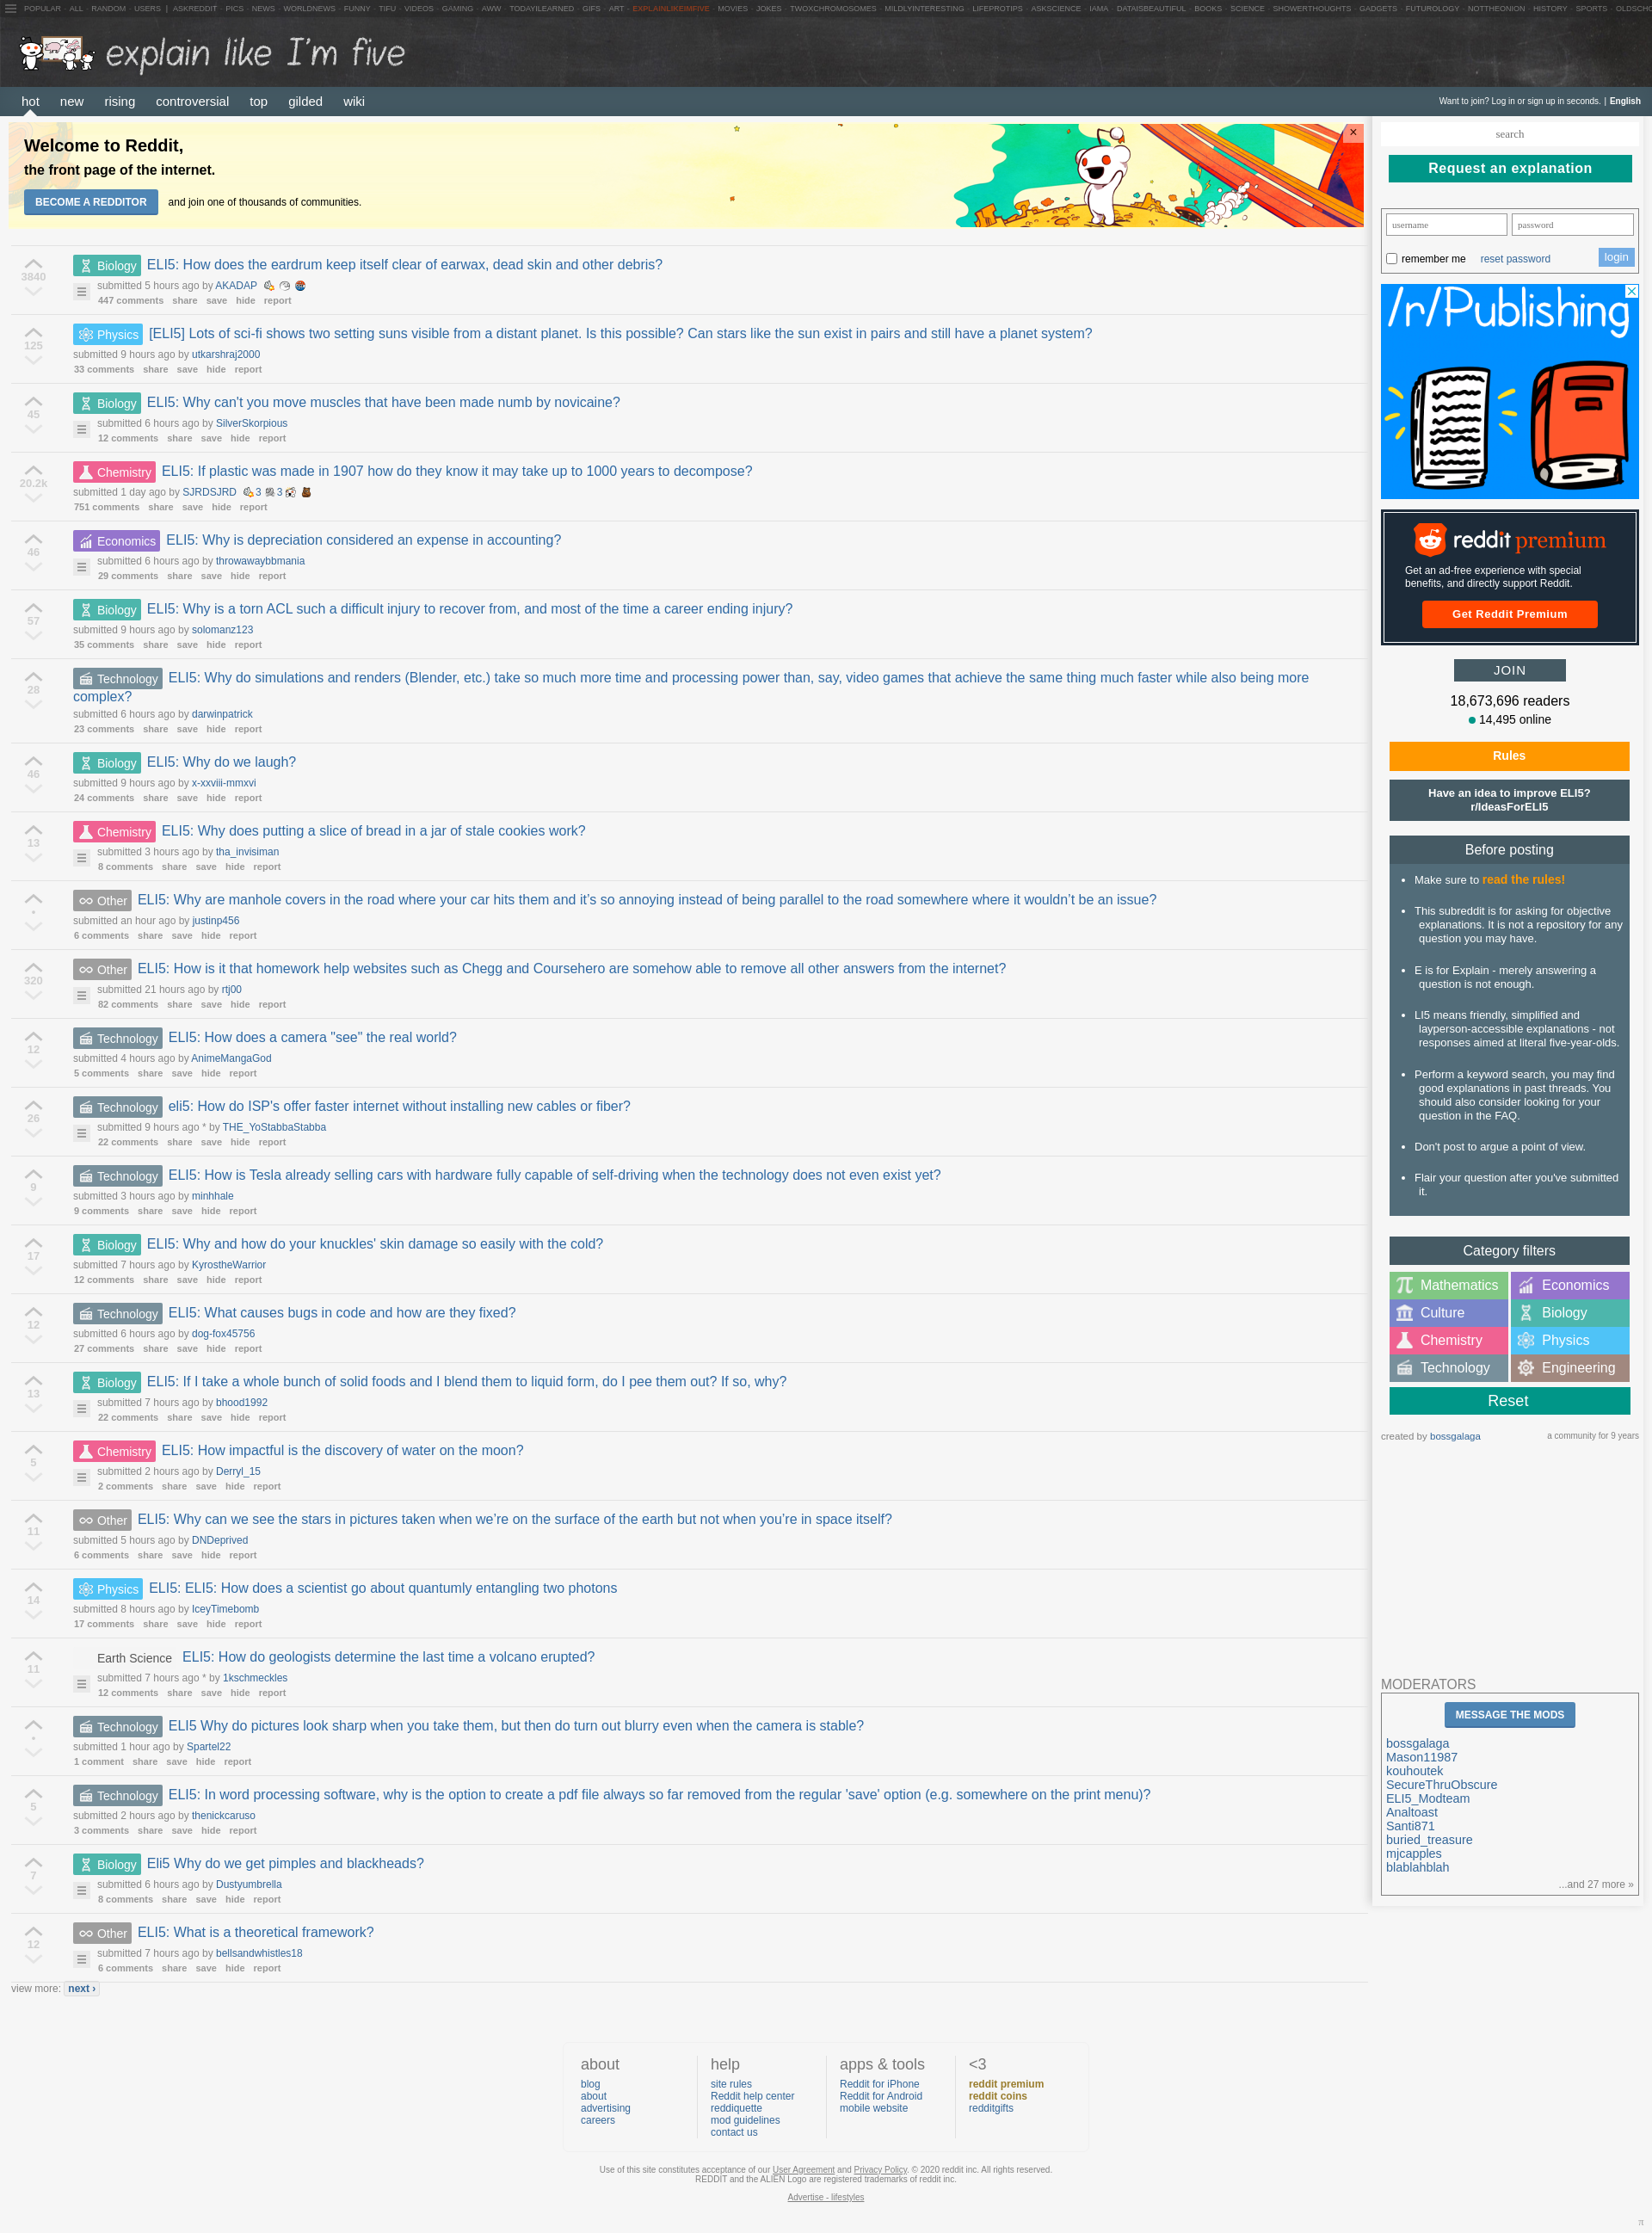 POPULAR - ALL - RANDOM - USERS | ASKREDDIT - PICS - NEWS - WORLDNEWS - FUNNY - TIFU - VIDEOS - GAMING - AWW - TODAYILEARNED - GIFS - ART - EXPLAINLIKEIMFIVE - MOVIES - JOKES - TWOXCHROMOSOMES - MILDLYINTERESTING - LIFEPROTIPS - ASKSCIENCE - IAMA - DATAISBEAUTIFUL - BOOKS - SCIENCE - SHOWERTHOUGHTS - GADGETS - FUTUROLOGY - NOTTHEONION - HISTORY - SPORTS - OLDSCHO
explain like I'm five
hot new rising controversial top gilded wiki
Want to join? Log in or sign up in seconds. | English
Welcome to Reddit,
the front page of the internet.
BECOME A REDDITOR and join one of thousands of communities.
×
3840
Biology ELI5: How does the eardrum keep itself clear of earwax, dead skin and other debris?
submitted 5 hours ago by AKADAP
447 comments share save hide report
125
Physics [ELI5] Lots of sci-fi shows two setting suns visible from a distant planet. Is this possible? Can stars like the sun exist in pairs and still have a planet system?
submitted 9 hours ago by utkarshraj2000
33 comments share save hide report
45
Biology ELI5: Why can't you move muscles that have been made numb by novicaine?
submitted 6 hours ago by SilverSkorpious
12 comments share save hide report
20.2k
Chemistry ELI5: If plastic was made in 1907 how do they know it may take up to 1000 years to decompose?
submitted 1 day ago by SJRDSJRD 3 3
751 comments share save hide report
46
Economics ELI5: Why is depreciation considered an expense in accounting?
submitted 6 hours ago by throwawaybbmania
29 comments share save hide report
57
Biology ELI5: Why is a torn ACL such a difficult injury to recover from, and most of the time a career ending injury?
submitted 9 hours ago by solomanz123
35 comments share save hide report
28
Technology ELI5: Why do simulations and renders (Blender, etc.) take so much more time and processing power than, say, video games that achieve the same thing much faster while also being more
complex?
submitted 6 hours ago by darwinpatrick
23 comments share save hide report
46
Biology ELI5: Why do we laugh?
submitted 9 hours ago by x-xxviii-mmxvi
24 comments share save hide report
13
Chemistry ELI5: Why does putting a slice of bread in a jar of stale cookies work?
submitted 3 hours ago by tha_invisiman
8 comments share save hide report
•
Other ELI5: Why are manhole covers in the road where your car hits them and it’s so annoying instead of being parallel to the road somewhere where it wouldn’t be an issue?
submitted an hour ago by justinp456
6 comments share save hide report
320
Other ELI5: How is it that homework help websites such as Chegg and Coursehero are somehow able to remove all other answers from the internet?
submitted 21 hours ago by rtj00
82 comments share save hide report
12
Technology ELI5: How does a camera "see" the real world?
submitted 4 hours ago by AnimeMangaGod
5 comments share save hide report
26
Technology eli5: How do ISP's offer faster internet without installing new cables or fiber?
submitted 9 hours ago * by THE_YoStabbaStabba
22 comments share save hide report
9
Technology ELI5: How is Tesla already selling cars with hardware fully capable of self-driving when the technology does not even exist yet?
submitted 3 hours ago by minhhale
9 comments share save hide report
17
Biology ELI5: Why and how do your knuckles' skin damage so easily with the cold?
submitted 7 hours ago by KyrostheWarrior
12 comments share save hide report
12
Technology ELI5: What causes bugs in code and how are they fixed?
submitted 6 hours ago by dog-fox45756
27 comments share save hide report
13
Biology ELI5: If I take a whole bunch of solid foods and I blend them to liquid form, do I pee them out? If so, why?
submitted 7 hours ago by bhood1992
22 comments share save hide report
5
Chemistry ELI5: How impactful is the discovery of water on the moon?
submitted 2 hours ago by Derryl_15
2 comments share save hide report
11
Other ELI5: Why can we see the stars in pictures taken when we’re on the surface of the earth but not when you’re in space itself?
submitted 5 hours ago by DNDeprived
6 comments share save hide report
14
Physics ELI5: ELI5: How does a scientist go about quantumly entangling two photons
submitted 8 hours ago by IceyTimebomb
17 comments share save hide report
11
Earth Science ELI5: How do geologists determine the last time a volcano erupted?
submitted 7 hours ago * by 1kschmeckles
12 comments share save hide report
•
Technology ELI5 Why do pictures look sharp when you take them, but then do turn out blurry even when the camera is stable?
submitted 1 hour ago by Spartel22
1 comment share save hide report
5
Technology ELI5: In word processing software, why is the option to create a pdf file always so far removed from the regular 'save' option (e.g. somewhere on the print menu)?
submitted 2 hours ago by thenickcaruso
3 comments share save hide report
7
Biology Eli5 Why do we get pimples and blackheads?
submitted 6 hours ago by Dustyumbrella
8 comments share save hide report
12
Other ELI5: What is a theoretical framework?
submitted 7 hours ago by bellsandwhistles18
6 comments share save hide report
view more: next ›
search
Request an explanation
username password
remember me reset password login
/r/Publishing
reddit premium
Get an ad-free experience with special
benefits, and directly support Reddit.
Get Reddit Premium
JOIN
18,673,696 readers
14,495 online
Rules
Have an idea to improve ELI5?
r/IdeasForELI5
Before posting
• Make sure to read the rules!
• This subreddit is for asking for objective
explanations. It is not a repository for any
question you may have.
• E is for Explain - merely answering a
question is not enough.
• LI5 means friendly, simplified and
layperson-accessible explanations - not
responses aimed at literal five-year-olds.
• Perform a keyword search, you may find
good explanations in past threads. You
should also consider looking for your
question in the FAQ.
• Don't post to argue a point of view.
• Flair your question after you've submitted
it.
Category filters
Mathematics Economics
Culture Biology
Chemistry Physics
Technology Engineering
Reset
created by bossgalaga a community for 9 years
MODERATORS
MESSAGE THE MODS
bossgalaga
Mason11987
kouhoutek
SecureThruObscure
ELI5_Modteam
Analtoast
Santi871
buried_treasure
mjcapples
blablahblah
...and 27 more »
about
blog
about
advertising
careers
help
site rules
Reddit help center
reddiquette
mod guidelines
contact us
apps & tools
Reddit for iPhone
Reddit for Android
mobile website
<3
reddit premium
reddit coins
redditgifts
Use of this site constitutes acceptance of our User Agreement and Privacy Policy. © 2020 reddit inc. All rights reserved.
REDDIT and the ALIEN Logo are registered trademarks of reddit inc.
Advertise - lifestyles
π